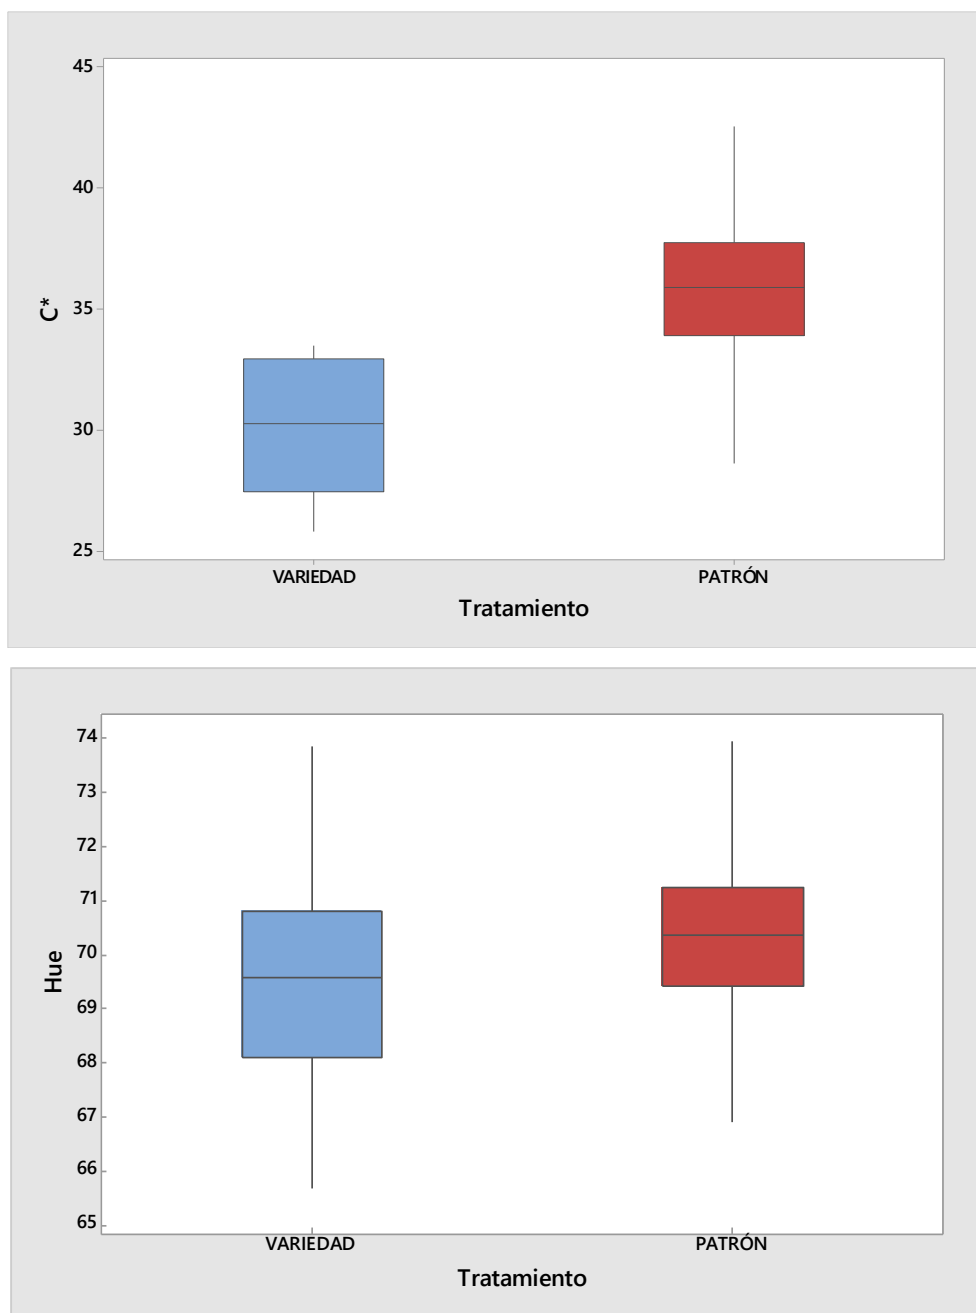 45
40
35
30
25
C*
VARIEDAD PATRÓN
Tratamiento
74
73
72
71
70
69
68
67
66
65
Hue
VARIEDAD PATRÓN
Tratamiento